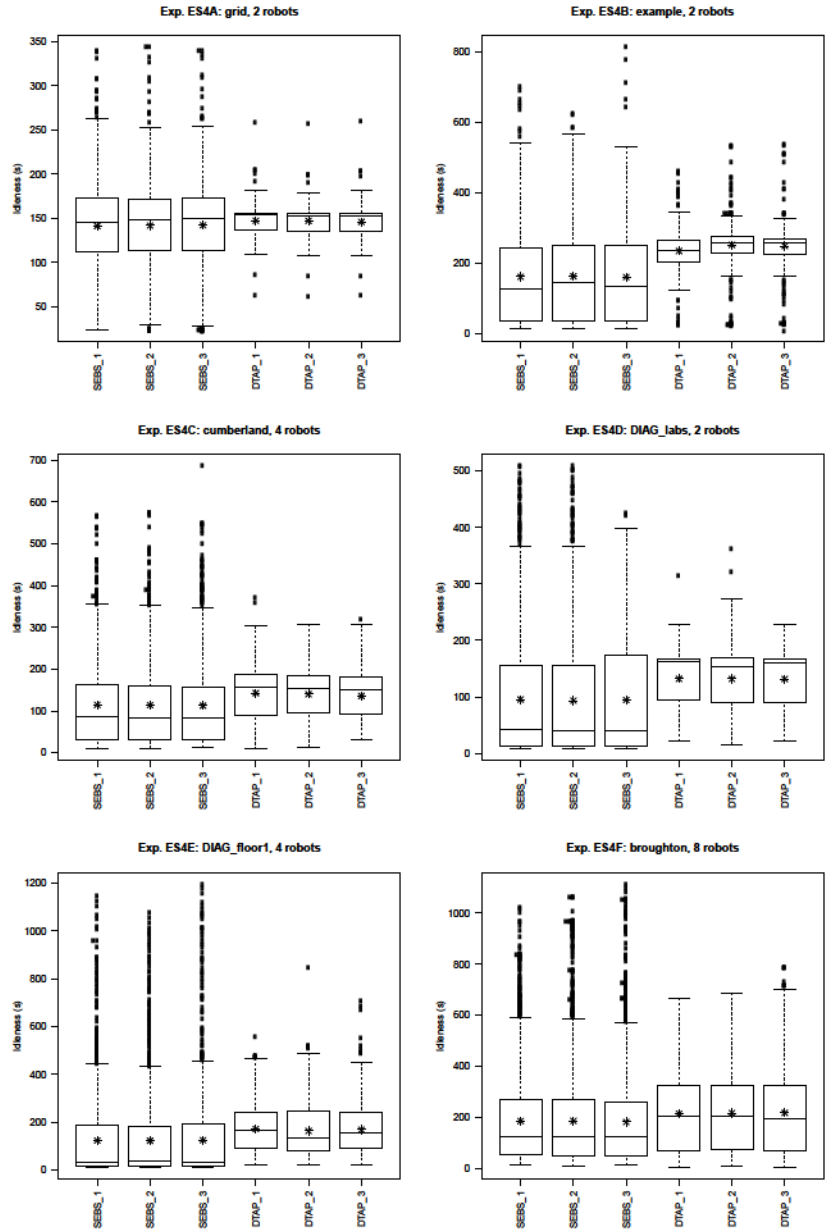 Exp. ES4A: grid, 2 robots
Idleness (s)
350
300
250
200
150
100
50
SEBS_1
SEBS_2
SEBS_3
DTAP_1
DTAP_2
DTAP_3
Exp. ES4B: example, 2 robots
Idleness (s)
800
600
400
200
0
SEBS_1
SEBS_2
SEBS_3
DTAP_1
DTAP_2
DTAP_3
Exp. ES4C: cumberland, 4 robots
Idleness (s)
700
600
500
400
300
200
100
0
SEBS_1
SEBS_2
SEBS_3
DTAP_1
DTAP_2
DTAP_3
Exp. ES4D: DIAG_labs, 2 robots
Idleness (s)
500
400
300
200
100
0
SEBS_1
SEBS_2
SEBS_3
DTAP_1
DTAP_2
DTAP_3
Exp. ES4E: DIAG_floor1, 4 robots
Idleness (s)
1200
1000
800
600
400
200
0
SEBS_1
SEBS_2
SEBS_3
DTAP_1
DTAP_2
DTAP_3
Exp. ES4F: broughton, 8 robots
Idleness (s)
1000
800
600
400
200
0
SEBS_1
SEBS_2
SEBS_3
DTAP_1
DTAP_2
DTAP_3